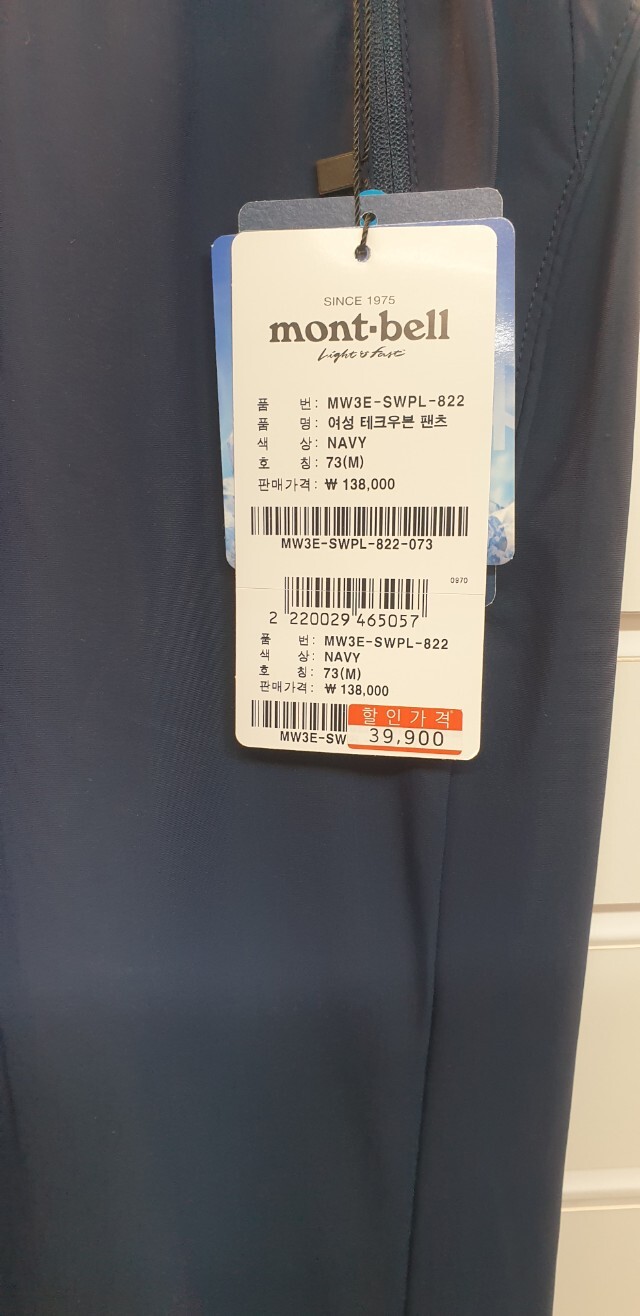 SINCE 1975
mont-bell
Light & Fast
품 번: MW3E-SWPL-822
품 명: 여성 테크우븐 팬츠
색 상: NAVY
호 칭: 73(M)
판매가격: ₩ 138,000
MW3E-SWPL-822-073
0970
2 220029 465057
품 번: MW3E-SWPL-822
색 상: NAVY
호 칭: 73(M)
판매가격: ₩ 138,000
할인가격
MW3E-SW 39,900